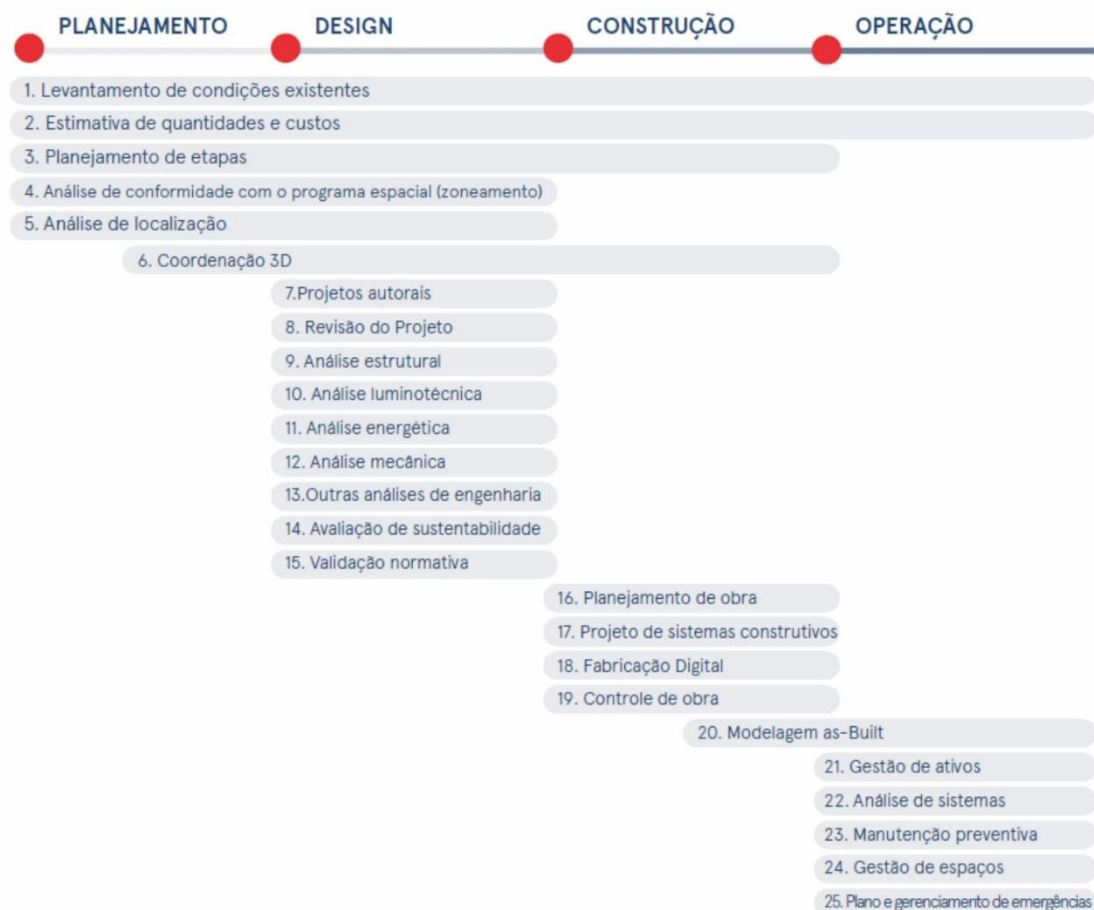 PLANEJAMENTO DESIGN CONSTRUÇÃO OPERAÇÃO
1. Levantamento de condições existentes
2. Estimativa de quantidades e custos
3. Planejamento de etapas
4. Análise de conformidade com o programa espacial (zoneamento)
5. Análise de localização
6. Coordenação 3D
7.Projetos autorais
8. Revisão do Projeto
9. Análise estrutural
10. Análise luminotécnica
11. Análise energética
12. Análise mecânica
13.Outras análises de engenharia
14. Avaliação de sustentabilidade
15. Validação normativa
16. Planejamento de obra
17. Projeto de sistemas construtivos
18. Fabricação Digital
19. Controle de obra
20. Modelagem as-Built
21. Gestão de ativos
22. Análise de sistemas
23. Manutenção preventiva
24. Gestão de espaços
25. Plano e gerenciamento de emergências